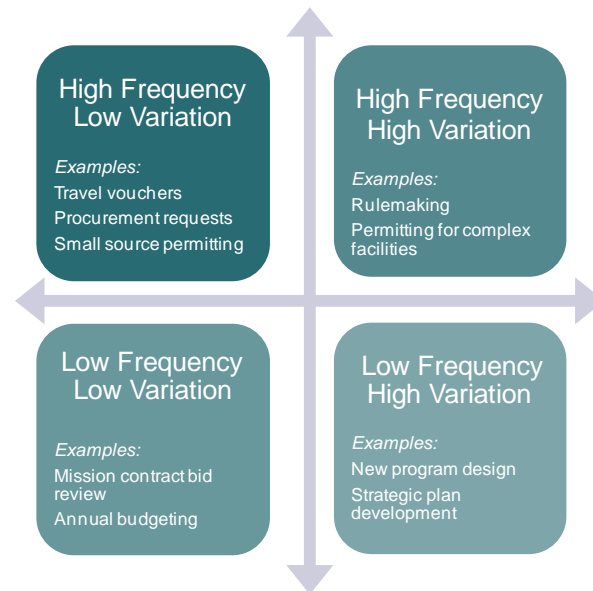 High Frequency
Low Variation
Examples:
Travel vouchers
Procurement requests
Small source permitting
High Frequency
High Variation
Examples:
Rulemaking
Permitting for complex
facilities
Low Frequency
Low Variation
Examples:
Mission contract bid
review
Annual budgeting
Low Frequency
High Variation
Examples:
New program design
Strategic plan
development